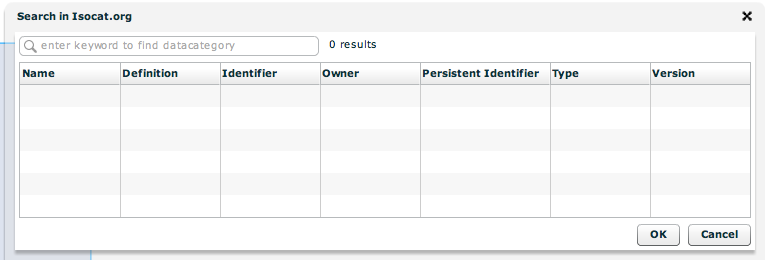 Search in Isocat.org
enter keyword to find datacategory 0 results
Name Definition Identifier Owner Persistent Identifier Type Version
OK Cancel